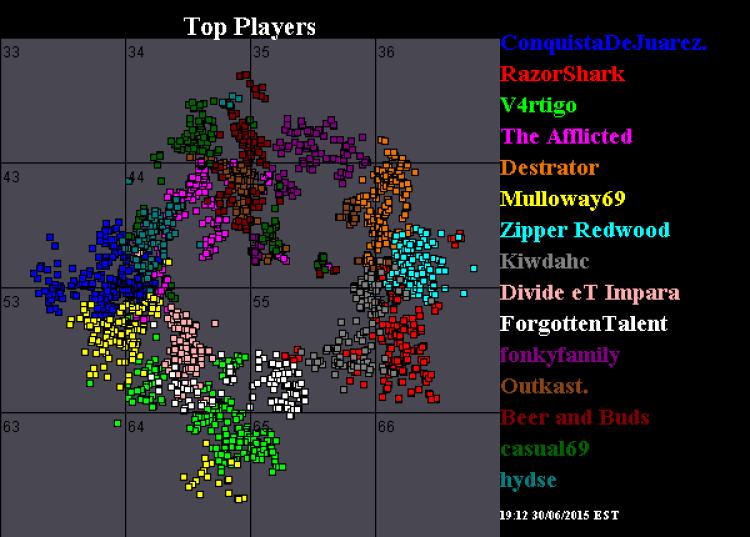 Top Players
33 34 35 36
43 44
53 55
63 64 65 66
ConquistaDeJuarez.
RazorShark
V4rtigo
The Afflicted
Destrator
Mulloway69
Zipper Redwood
Kiwdahc
Divide eT Impara
ForgottenTalent
fonkyfamily
Outkast.
Beer and Buds
casual69
hydse
19:12 30/06/2015 EST